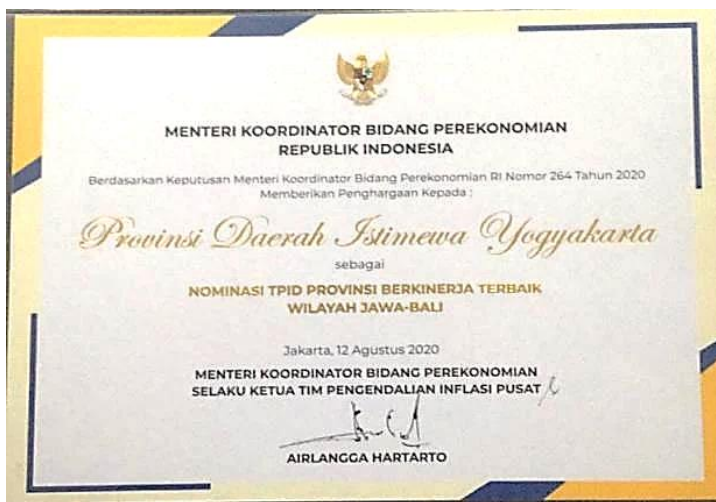 MENTERI KOORDINATOR BIDANG PEREKONOMIAN
REPUBLIK INDONESIA
Berdasarkan Keputusan Menteri Koordinator Bidang Perekonomian RI Nomor 264 Tahun 2020
Memberikan Penghargaan Kepada :
Provinsi Daerah Istimewa Yogyakarta
sebagai
NOMINASI TPID PROVINSI BERKINERJA TERBAIK
WILAYAH JAWA-BALI
Jakarta, 12 Agustus 2020
MENTERI KOORDINATOR BIDANG PEREKONOMIAN
SELAKU KETUA TIM PENGENDALIAN INFLASI PUSAT
AIRLANGGA HARTARTO